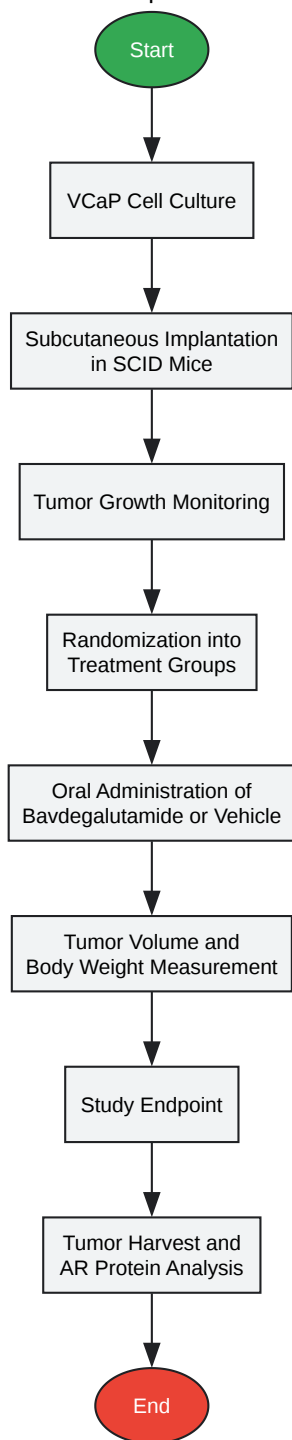 Start
VCaP Cell Culture
Subcutaneous Implantation
in SCID Mice
Tumor Growth Monitoring
Randomization into
Treatment Groups
Oral Administration of
Bavdegalutamide or Vehicle
Tumor Volume and
Body Weight Measurement
Study Endpoint
Tumor Harvest and
AR Protein Analysis
End